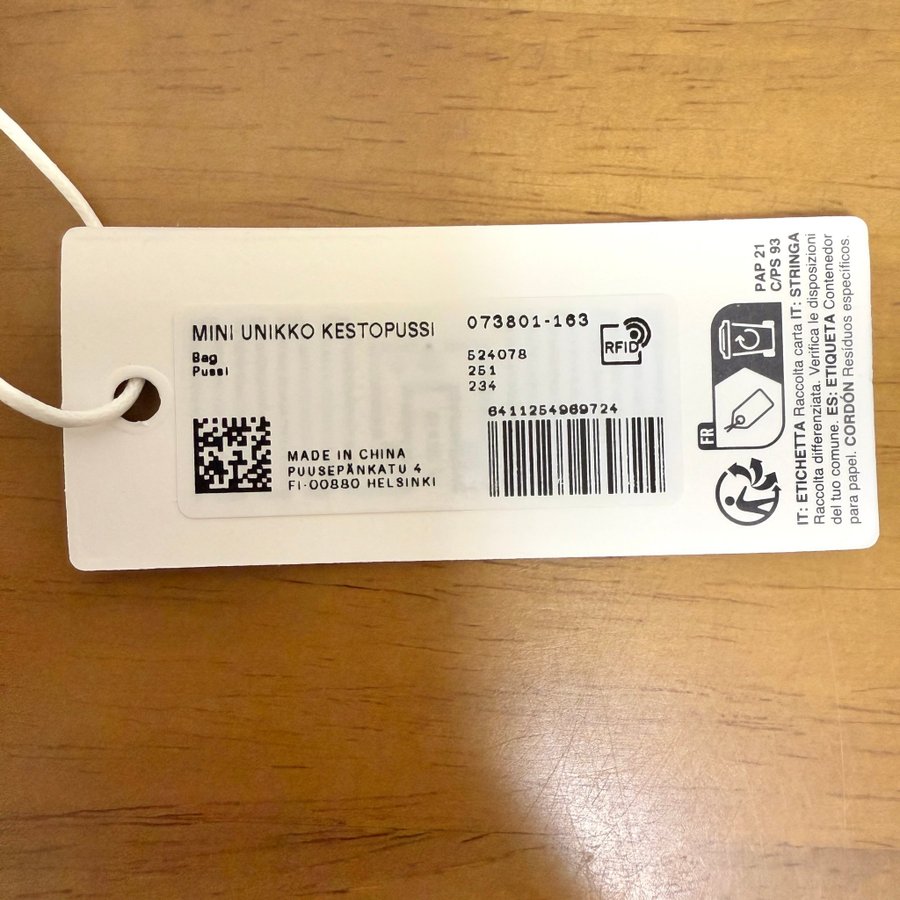 MINI UNIKKO KESTOPUSSI
Bag
Pussi
073801-163
524078
251
234
RFID
6411254969724
MADE IN CHINA
PUUSEPÄNKATU 4
FI-00880 HELSINKI
PAP 21
C/PS 93
FR
IT: ETICHETTA Raccolta carta IT: STRINGA
Raccolta differenziata. Verifica le disposizioni
del tuo comune. ES: ETIQUETA Contenedor
para papel. CORDÓN Residuos específicos.